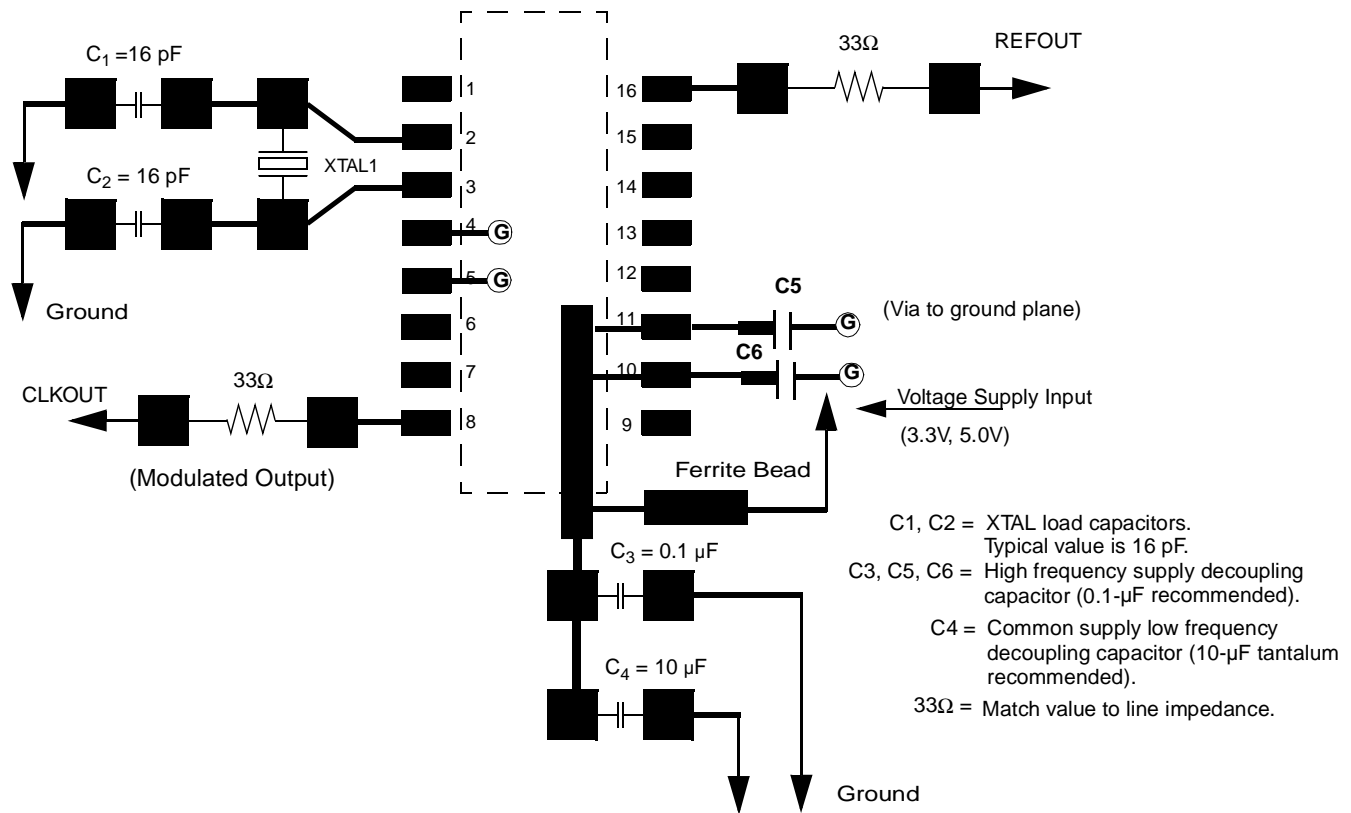 C1 =16 pF
33Ω
REFOUT
1
16
2
15
XTAL1
C2 = 16 pF
3
14
4
G
13
5
G
12
C5
Ground
6
11
G
(Via to ground plane)
C6
7
10
G
33Ω
CLKOUT
Voltage Supply Input
8
9
(3.3V, 5.0V)
(Modulated Output)
Ferrite Bead
C1, C2 = XTAL load capacitors.
Typical value is 16 pF.
C3 = 0.1 µF
C3, C5, C6 = High frequency supply decoupling
capacitor (0.1-µF recommended).
C4 = Common supply low frequency
decoupling capacitor (10-µF tantalum
recommended).
C4 = 10 µF
33Ω = Match value to line impedance.
Ground